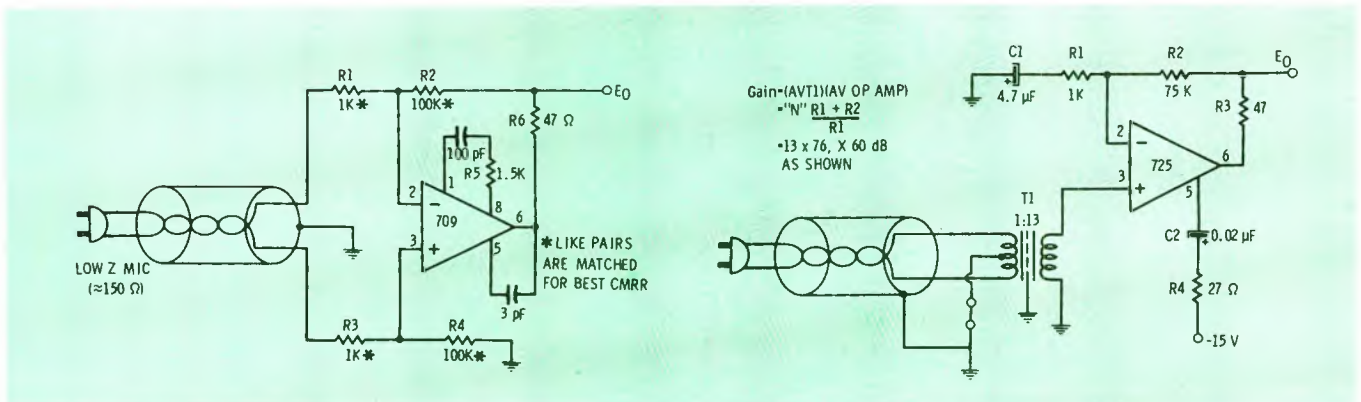 R1
1K*
R2
100K*
EO
R6
47 Ω
100 pF
R5
1.5K
1
8
2
-
709
6
3
+
5
3 pF
LOW Z MIC
(≈150 Ω)
*LIKE PAIRS
ARE MATCHED
FOR BEST CMRR
R3
1K*
R4
100K*
Gain=(AVT1)(AV OP AMP)
="N" R1 + R2
R1
=13 x 76, X 60 dB
AS SHOWN
C1
+
4.7 µF
R1
1K
R2
75 K
EO
R3
47
2
-
725
6
3
+
5
T1
1:13
C2
+
0.02 µF
R4
27 Ω
-15 V